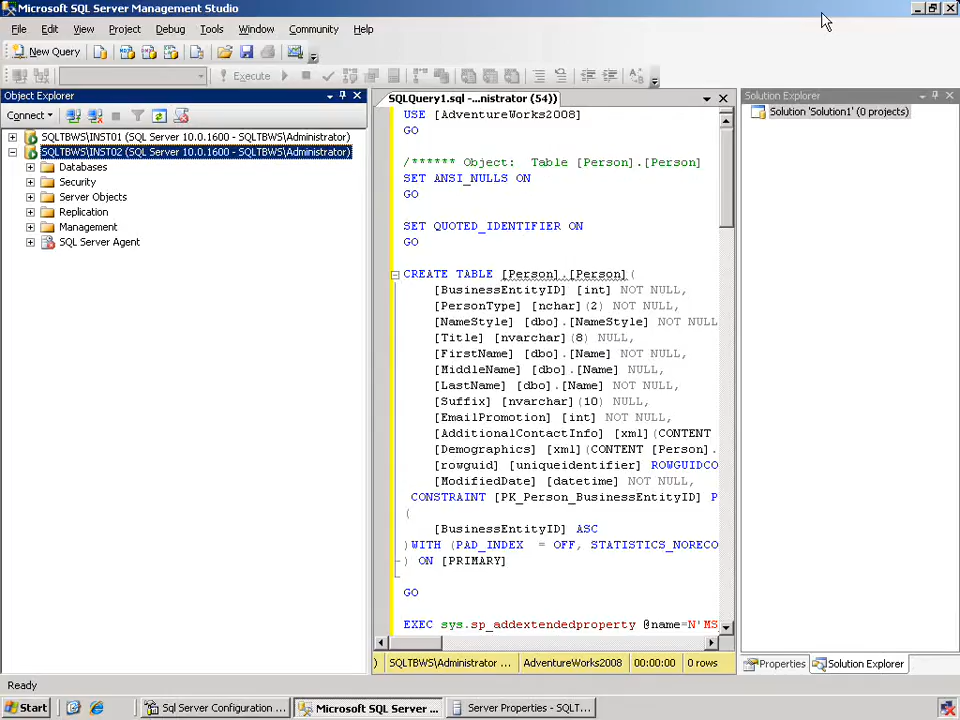 Microsoft SQL Server Management Studio
File Edit View Project Debug Tools Window Community Help
New Query
Execute
Object Explorer
Connect
SQLTBWS\INST01 (SQL Server 10.0.1600 - SQLTBWS\Administrator)
SQLTBWS\INST02 (SQL Server 10.0.1600 - SQLTBWS\Administrator)
Databases
Security
Server Objects
Replication
Management
SQL Server Agent
SQLQuery1.sql -...nistrator (54))
USE [AdventureWorks2008]
GO
/****** Object:  Table [Person].[Person]
SET ANSI_NULLS ON
GO
SET QUOTED_IDENTIFIER ON
GO
CREATE TABLE [Person].[Person](
[BusinessEntityID] [int] NOT NULL,
[PersonType] [nchar](2) NOT NULL,
[NameStyle] [dbo].[NameStyle] NOT NULL
[Title] [nvarchar](8) NULL,
[FirstName] [dbo].[Name] NOT NULL,
[MiddleName] [dbo].[Name] NULL,
[LastName] [dbo].[Name] NOT NULL,
[Suffix] [nvarchar](10) NULL,
[EmailPromotion] [int] NOT NULL,
[AdditionalContactInfo] [xml](CONTENT
[Demographics] [xml](CONTENT [Person].
[rowguid] [uniqueidentifier] ROWGUIDCO
[ModifiedDate] [datetime] NOT NULL,
CONSTRAINT [PK_Person_BusinessEntityID] P
(
[BusinessEntityID] ASC
)WITH (PAD_INDEX  = OFF, STATISTICS_NORECO
) ON [PRIMARY]
GO
EXEC sys.sp_addextendedproperty @name=N'MS
) SQLTBWS\Administrator ... AdventureWorks2008 00:00:00 0 rows
Solution Explorer
Solution 'Solution1' (0 projects)
Properties Solution Explorer
Ready
Start Sql Server Configuration ... Microsoft SQL Server ... Server Properties - SQLT...